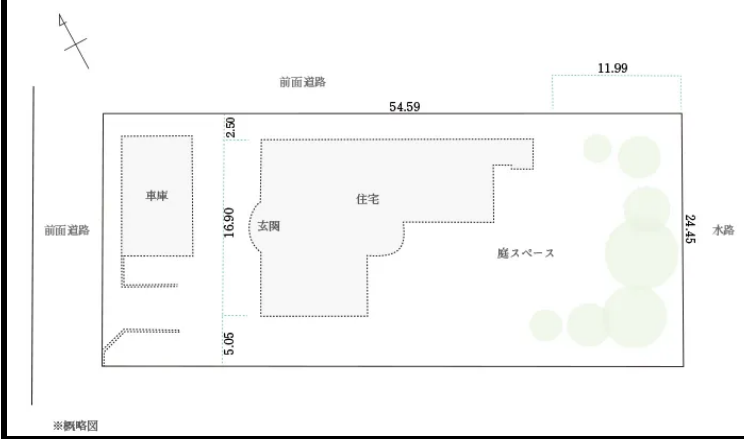 11.99
前面道路
54.59
2.50
車庫
住宅
16.90
玄関
前面道路
24.45
水路
庭スペース
5.05
※概略図